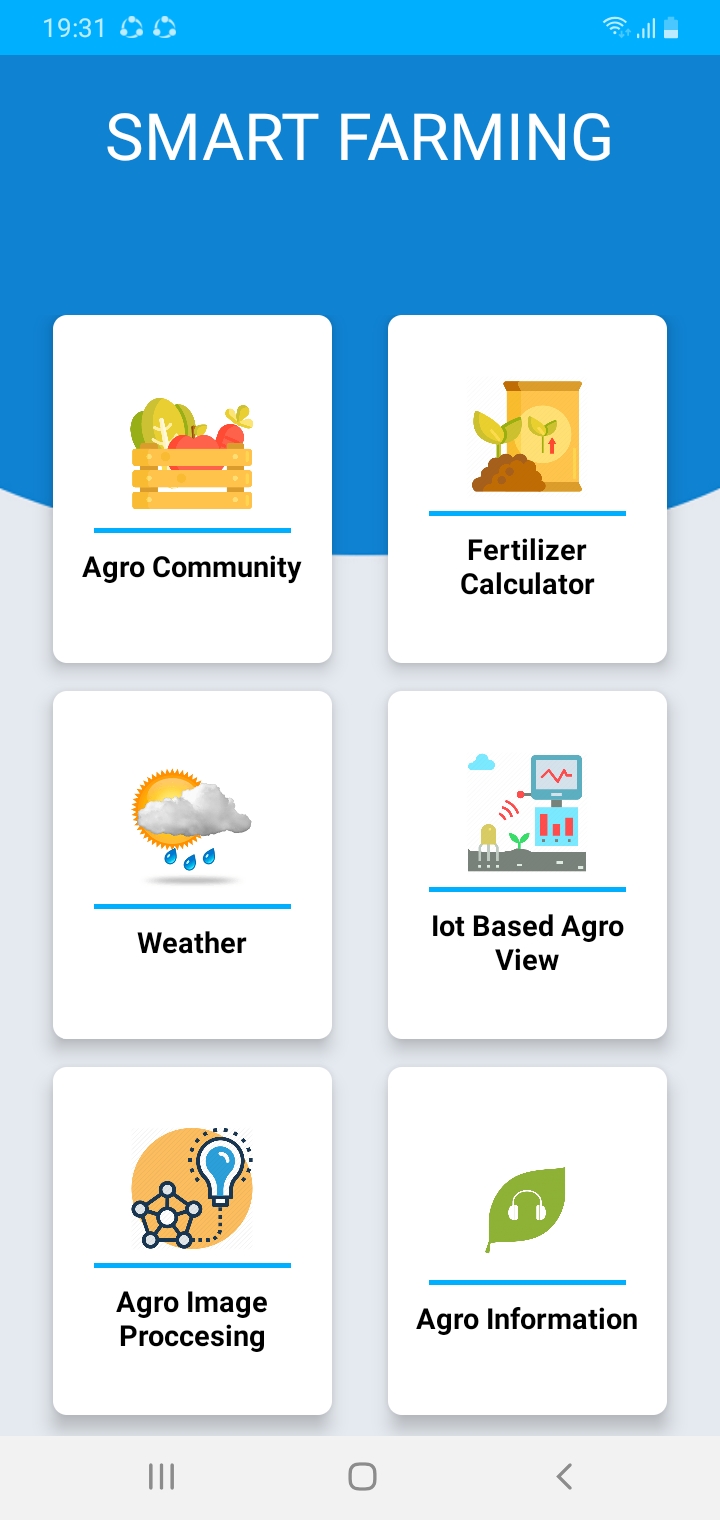 19:31
SMART FARMING
Agro Community
Fertilizer
Calculator
Weather
Iot Based Agro
View
Agro Image
Proccesing
Agro Information